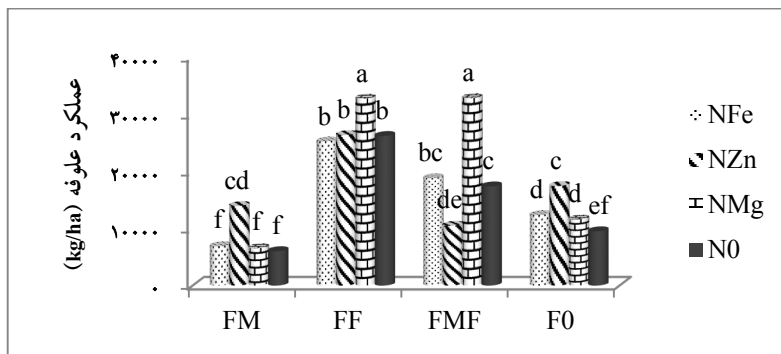 عملکرد علوفه (kg/ha)
۴۰۰۰۰
۳۰۰۰۰
۲۰۰۰۰
۱۰۰۰۰
۰
f cd f f
b b a b
bc de a c
d c d ef
FM FF FMF F0
NFe
NZn
NMg
N0